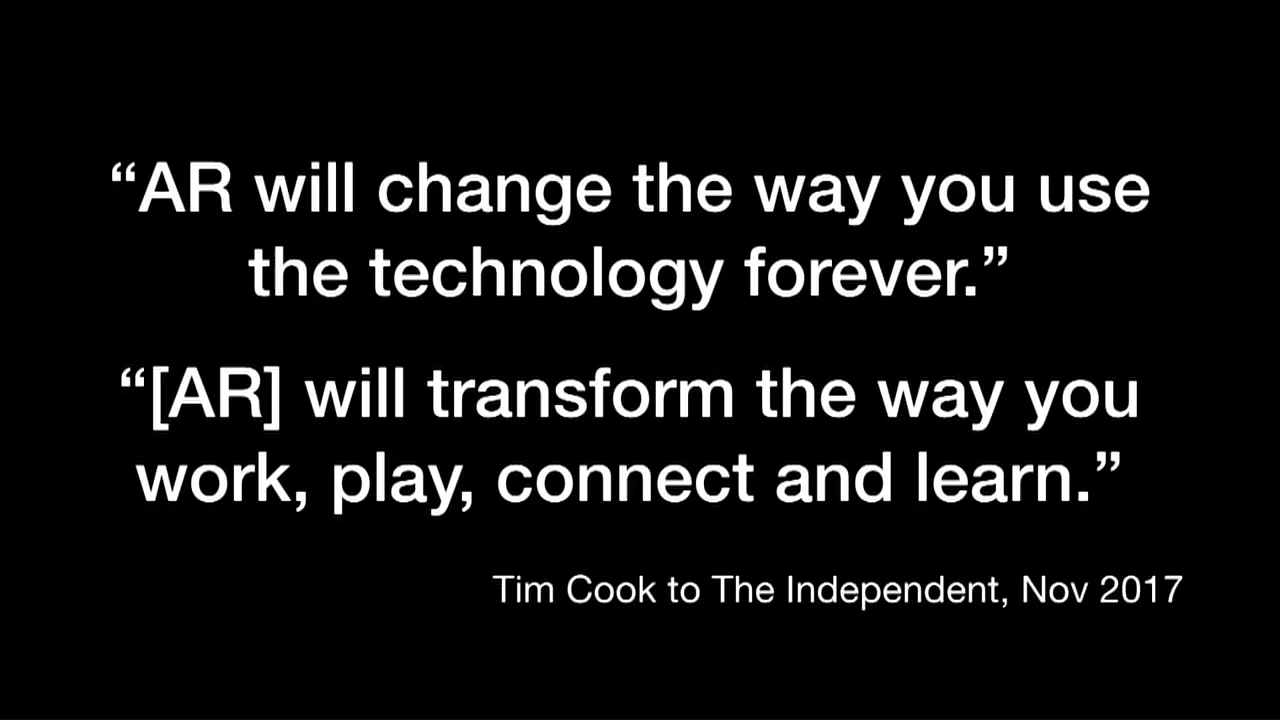 “AR will change the way you use
the technology forever.”
“[AR] will transform the way you
work, play, connect and learn.”
Tim Cook to The Independent, Nov 2017